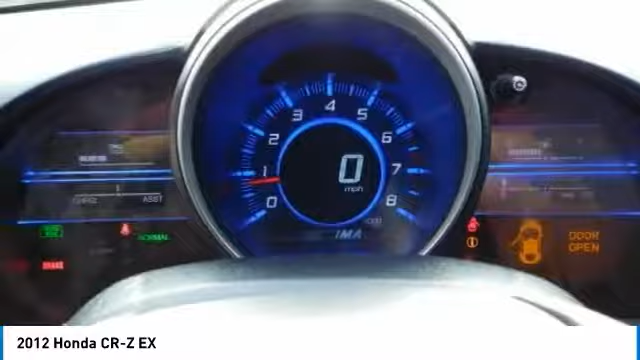 4
3 5
2 6
1 0 7
mph
0 8
x1000
IMA
CHRG ASST
NORMAL
BRAKE
DOOR
OPEN
2012 Honda CR-Z EX